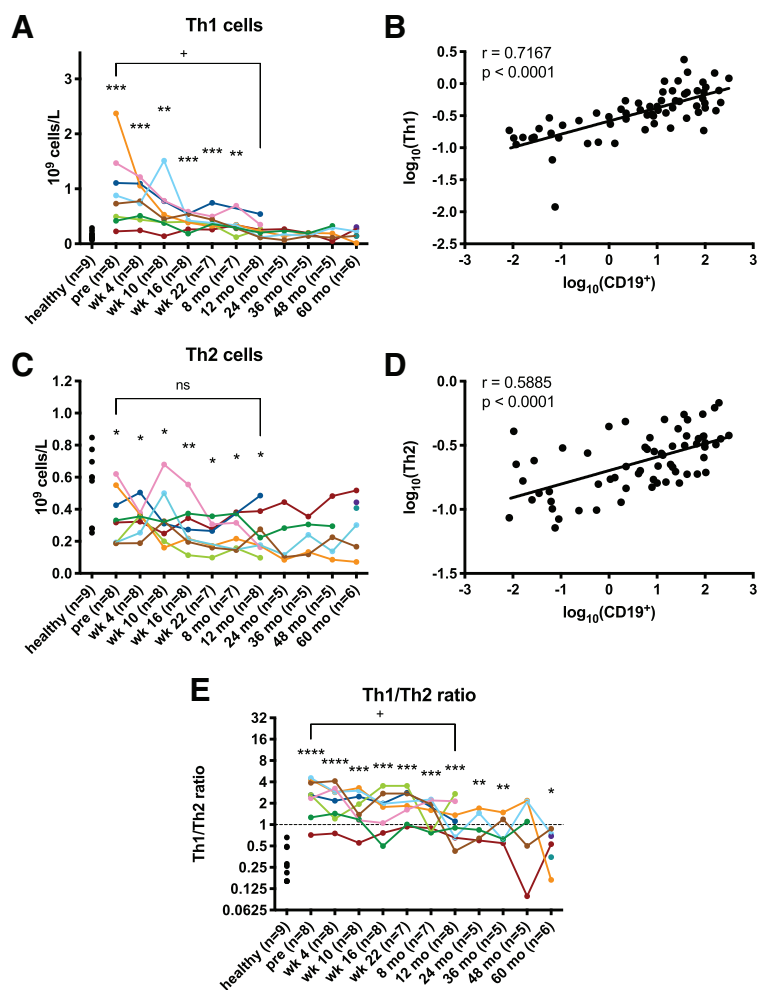 A
Th1 cells
+
***
***
**
***
***
**
10⁹ cells/L
3
2
1
0
healthy (n=9)
pre (n=8)
wk 4 (n=8)
wk 10 (n=8)
wk 16 (n=8)
wk 22 (n=7)
8 mo (n=7)
12 mo (n=8)
24 mo (n=5)
36 mo (n=5)
48 mo (n=5)
60 mo (n=6)
B
r = 0.7167
p < 0.0001
log₁₀(Th1)
0.5
0.0
-0.5
-1.0
-1.5
-2.0
-2.5
-3
-2
-1
0
1
2
3
log₁₀(CD19⁺)
C
Th2 cells
ns
*
*
*
**
*
*
*
10⁹ cells/L
1.2
1.0
0.8
0.6
0.4
0.2
0.0
healthy (n=9)
pre (n=8)
wk 4 (n=8)
wk 10 (n=8)
wk 16 (n=8)
wk 22 (n=7)
8 mo (n=7)
12 mo (n=8)
24 mo (n=5)
36 mo (n=5)
48 mo (n=5)
60 mo (n=6)
D
r = 0.5885
p < 0.0001
log₁₀(Th2)
0.0
-0.5
-1.0
-1.5
-3
-2
-1
0
1
2
3
log₁₀(CD19⁺)
E
Th1/Th2 ratio
+
****
****
***
***
***
***
***
**
**
*
Th1/Th2 ratio
32
16
8
4
2
1
0.5
0.25
0.125
0.0625
healthy (n=9)
pre (n=8)
wk 4 (n=8)
wk 10 (n=8)
wk 16 (n=8)
wk 22 (n=7)
8 mo (n=7)
12 mo (n=8)
24 mo (n=5)
36 mo (n=5)
48 mo (n=5)
60 mo (n=6)